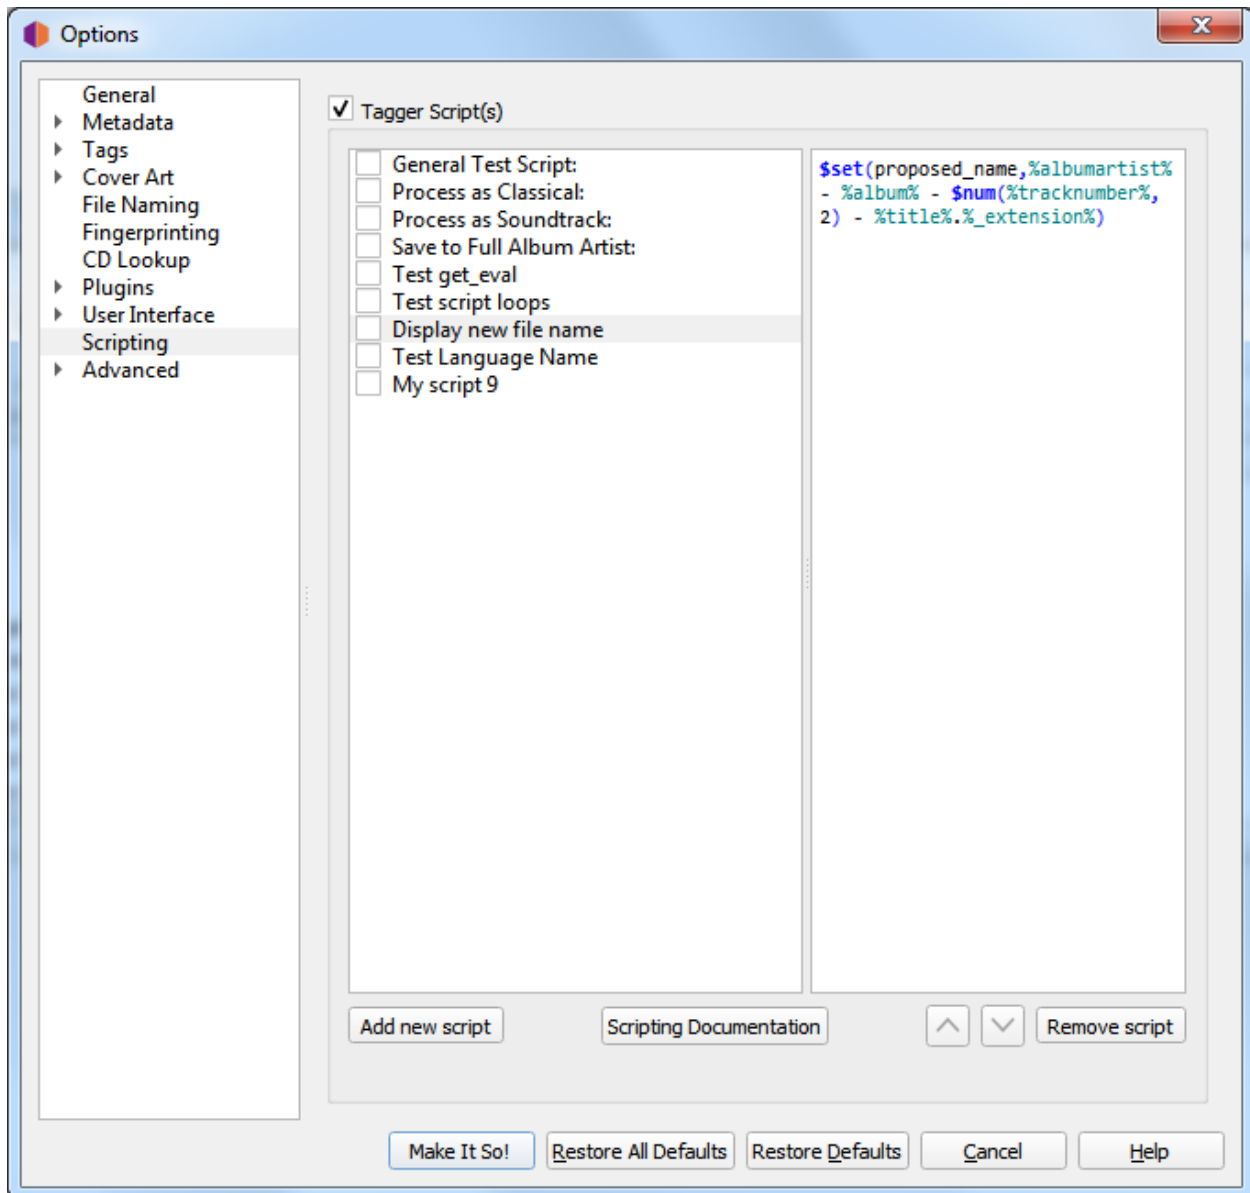 Options
General
Metadata
Tags
Cover Art
File Naming
Fingerprinting
CD Lookup
Plugins
User Interface
Scripting
Advanced
Tagger Script(s)
General Test Script:
Process as Classical:
Process as Soundtrack:
Save to Full Album Artist:
Test get_eval
Test script loops
Display new file name
Test Language Name
My script 9
$set(proposed_name,%albumartist%
- %album% - $num(%tracknumber%,
2) - %title%.%_extension%)
Add new script
Scripting Documentation
Remove script
Make It So!
Restore All Defaults
Restore Defaults
Cancel
Help